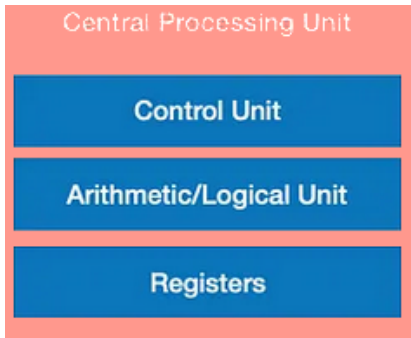 Central Processing Unit
Control Unit
Arithmetic/Logical Unit
Registers